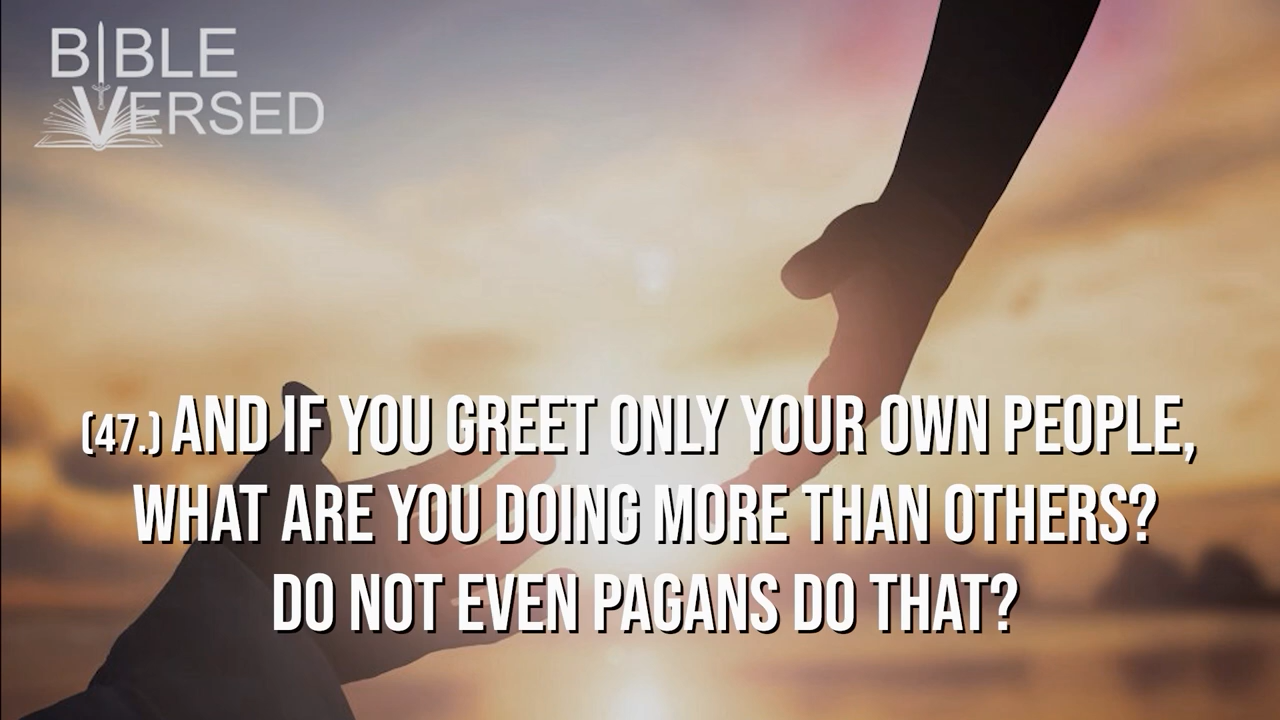 BIBLE
VERSED
(47.) AND IF YOU GREET ONLY YOUR OWN PEOPLE,
WHAT ARE YOU DOING MORE THAN OTHERS?
DO NOT EVEN PAGANS DO THAT?